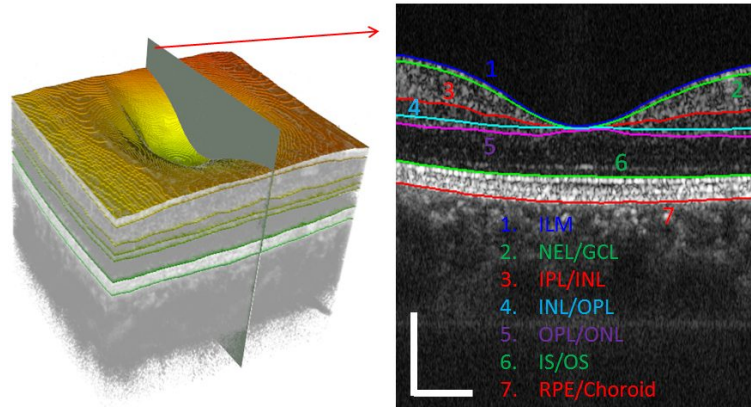 1
2
3
4
5
6
7
1. ILM
2. NEL/GCL
3. IPL/INL
4. INL/OPL
5. OPL/ONL
6. IS/OS
7. RPE/Choroid